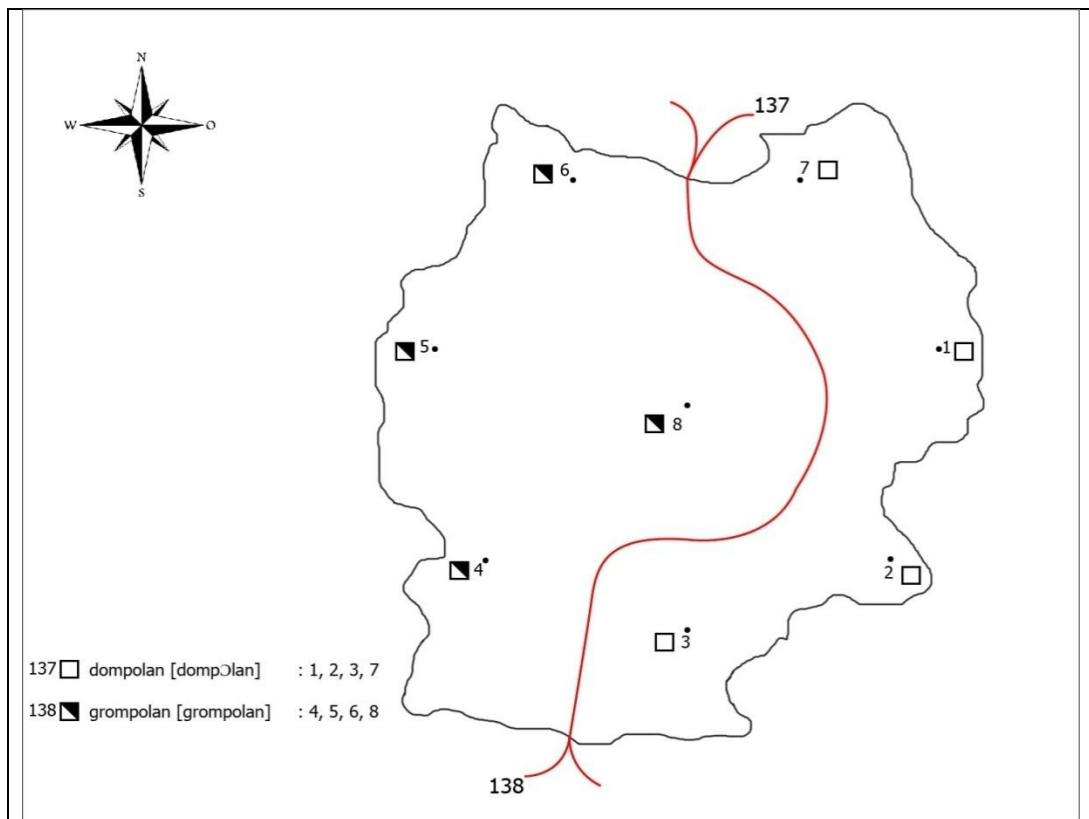 N
137
W
O
S
6
7
5
1
8
4
2
3
137 dompolan [dompɔlan] : 1, 2, 3, 7
138 grompolan [grompolan] : 4, 5, 6, 8
138